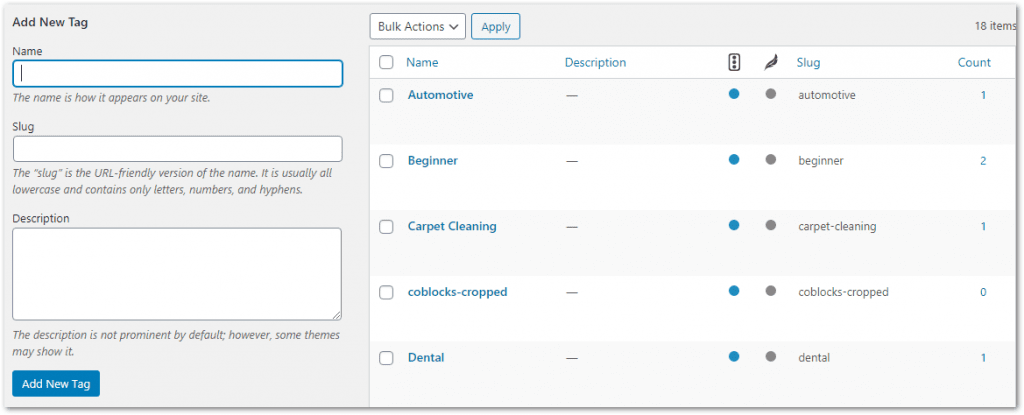 Add New Tag
Name
The name is how it appears on your site.
Slug
The “slug” is the URL-friendly version of the name. It is usually all
lowercase and contains only letters, numbers, and hyphens.
Description
The description is not prominent by default; however, some themes
may show it.
Add New Tag
Bulk Actions Apply 18 items
Name Description Slug Count
Automotive — automotive 1
Beginner — beginner 2
Carpet Cleaning — carpet-cleaning 1
coblocks-cropped — coblocks-cropped 0
Dental — dental 1